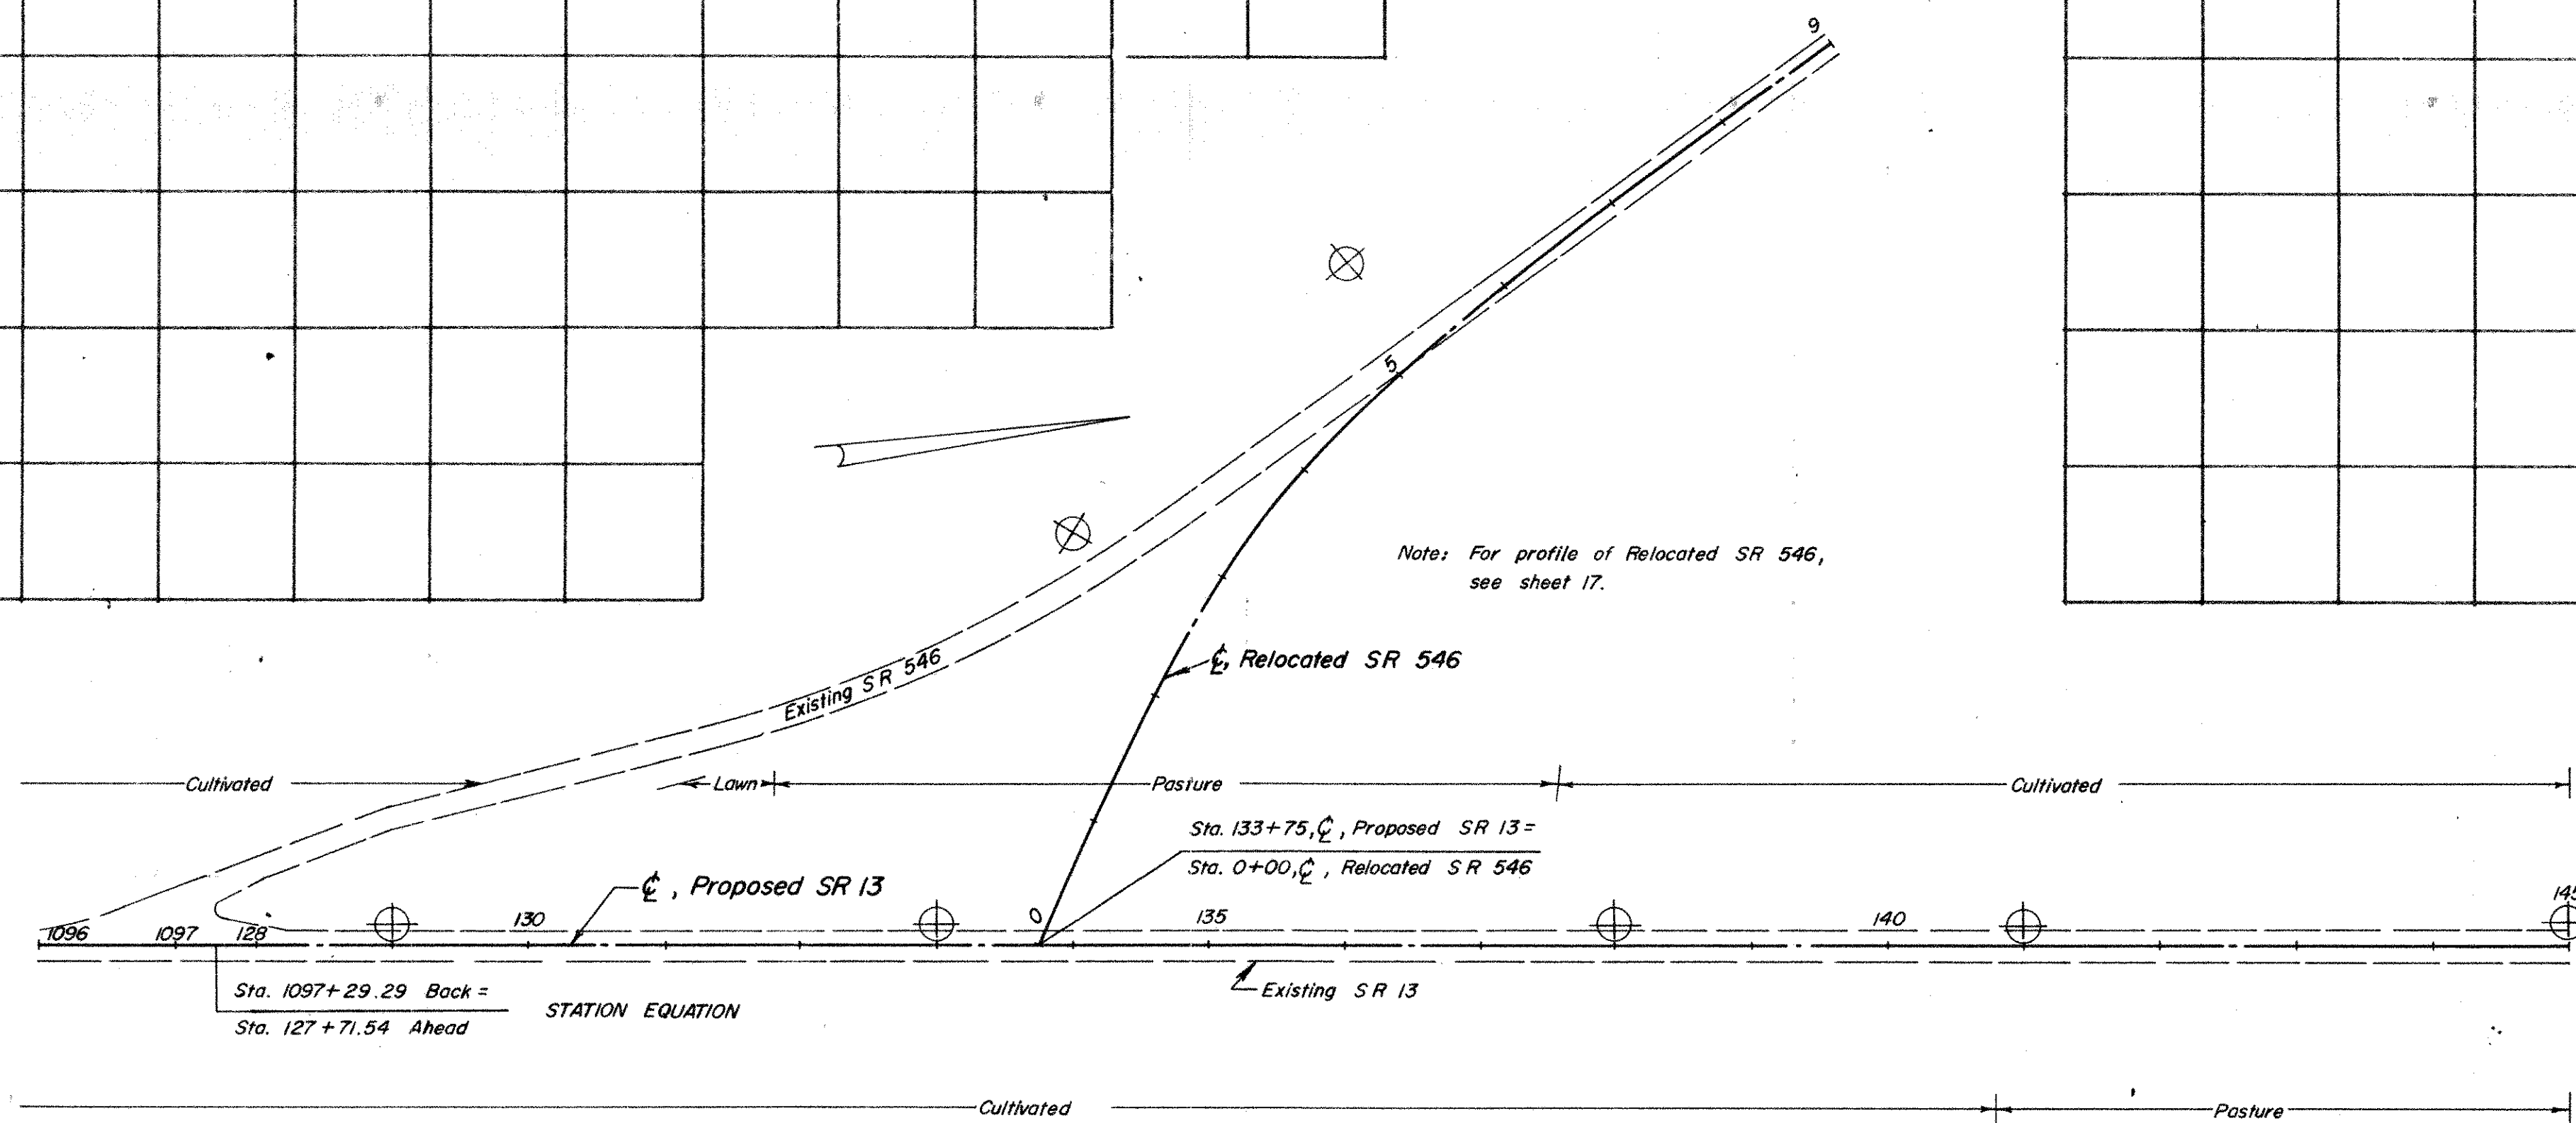 9
5
Note: For profile of Relocated SR 546,
see sheet 17.
℄, Relocated SR 546
Existing SR 546
Cultivated
Lawn
Pasture
Cultivated
Sta. 133+75, ℄, Proposed SR 13 =
Sta. 0+00, ℄, Relocated SR 546
℄, Proposed SR 13
1096
1097
128
130
0
135
140
145
Sta. 1097+29.29 Back =
Sta. 127+71.54 Ahead
STATION EQUATION
Existing SR 13
Cultivated
Pasture